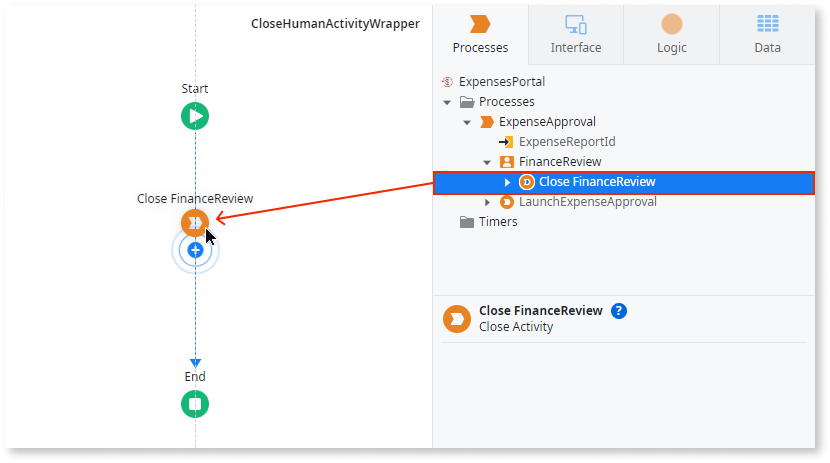 CloseHumanActivityWrapper
Start
Close FinanceReview
End
Processes
Interface
Logic
Data
ExpensesPortal
Processes
ExpenseApproval
ExpenseReportId
FinanceReview
D Close FinanceReview
LaunchExpenseApproval
Timers
Close FinanceReview ?
Close Activity